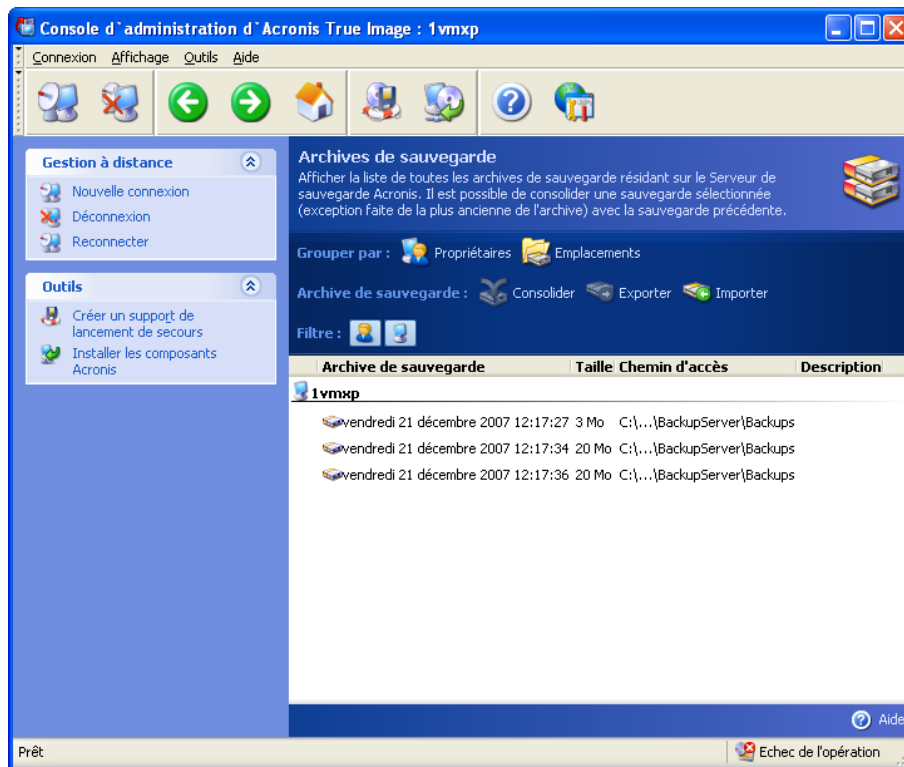 Console d`administration d`Acronis True Image : 1vmxp
Connexion Affichage Outils Aide
Gestion à distance
Nouvelle connexion
Déconnexion
Reconnecter
Outils
Créer un support de
lancement de secours
Installer les composants
Acronis
Archives de sauvegarde
Afficher la liste de toutes les archives de sauvegarde résidant sur le Serveur de
sauvegarde Acronis. Il est possible de consolider une sauvegarde sélectionnée
(exception faite de la plus ancienne de l'archive) avec la sauvegarde précédente.
Grouper par : Propriétaires Emplacements
Archive de sauvegarde : Consolider Exporter Importer
Filtre :
Archive de sauvegarde Taille Chemin d'accès Description
1vmxp
vendredi 21 décembre 2007 12:17:27 3 Mo C:\...\BackupServer\Backups
vendredi 21 décembre 2007 12:17:34 20 Mo C:\...\BackupServer\Backups
vendredi 21 décembre 2007 12:17:36 20 Mo C:\...\BackupServer\Backups
Aide
Prêt
Echec de l'opération